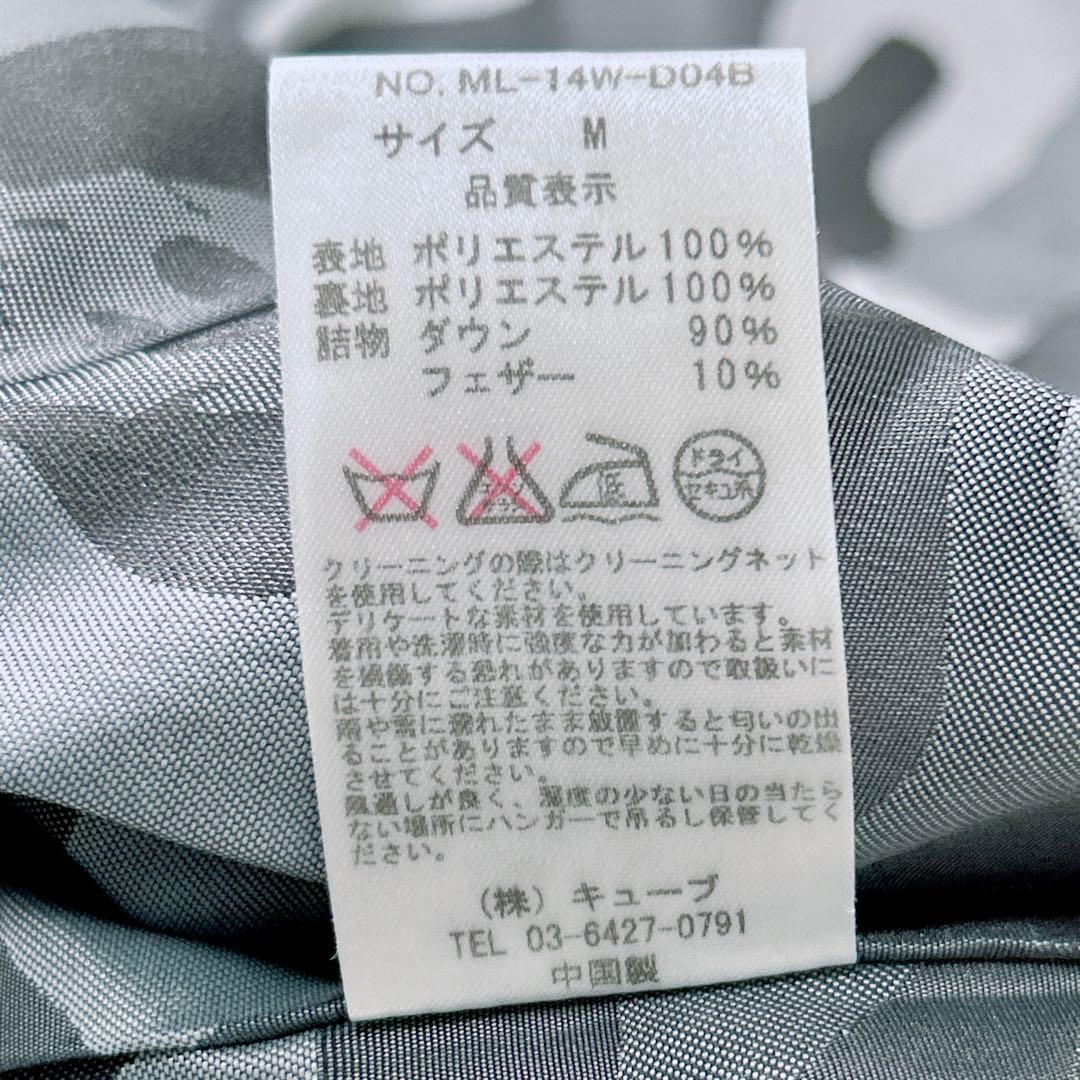 NO. ML-14W-D04B
サイズ M
品質表示
表地 ポリエステル 100%
裏地 ポリエステル 100%
詰物 ダウン 90%
フェザー 10%
エンソ サラシ
低
ドライ
セキユ系
クリーニングの際はクリーニングネット
を使用してください。
デリケートな素材を使用しています。
着用や洗濯時に強度な力が加わると素材
を損傷する恐れがありますので取扱いに
は十分にご注意ください。
雨や雪に濡れたまま放置すると匂いの出
ることがありますので早めに十分に乾燥
させてください。
風通しが良く、湿度の少ない日の当たら
ない場所にハンガーで吊るし保管してく
ださい。
(株) キューブ
TEL 03-6427-0791
中国製